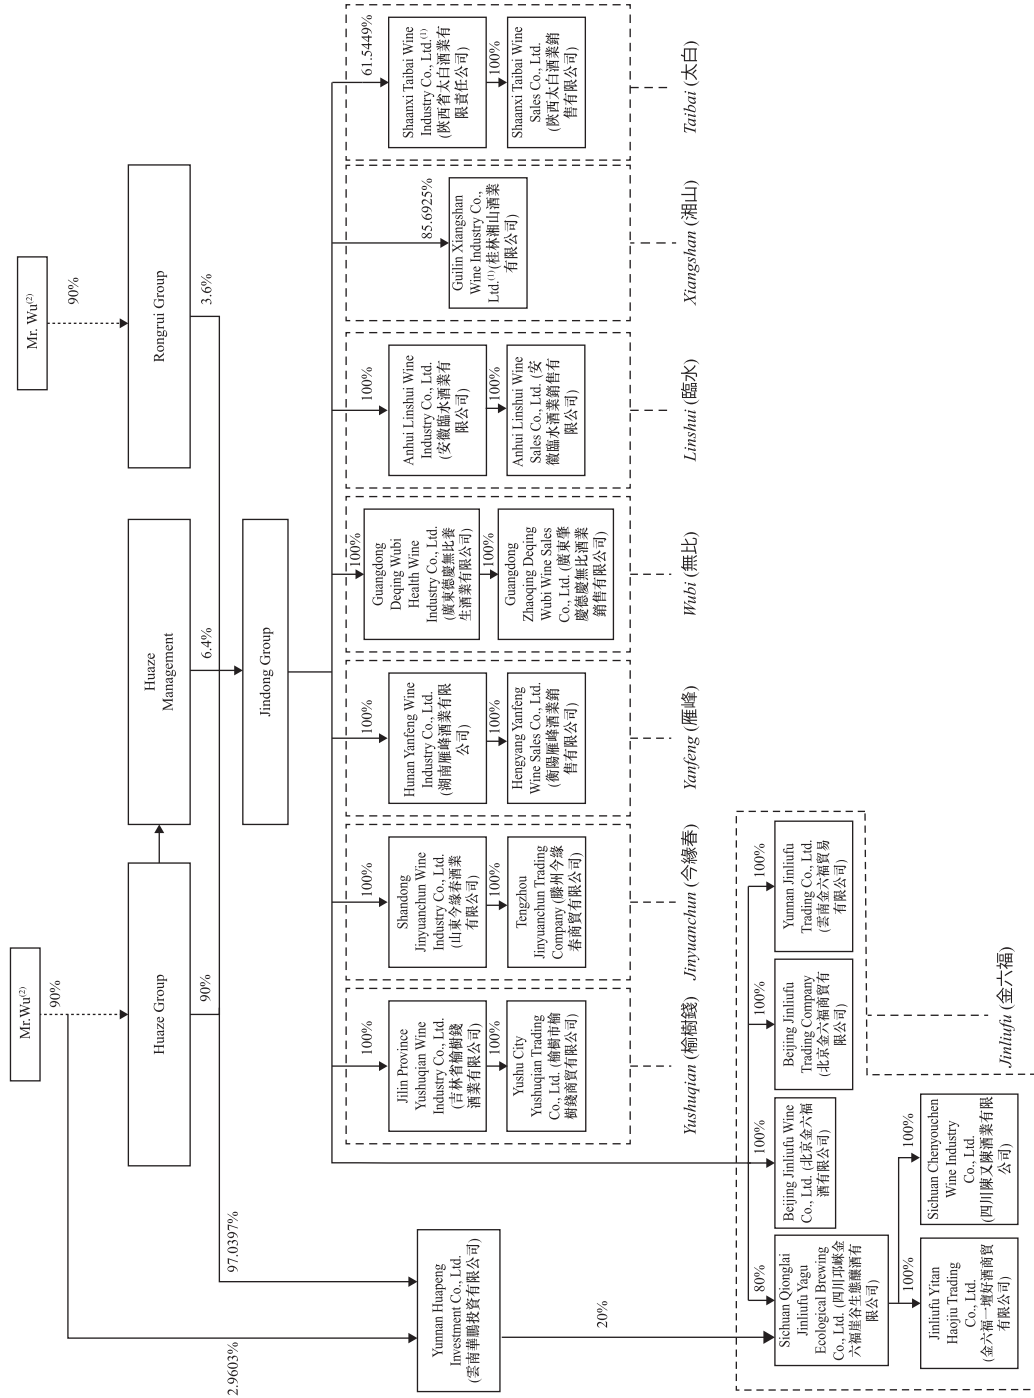 Mr.Wu(2)
90%
Mr. Wu(2)
90%
Huaze Group
Huaze
Management
Rongrui Group
90%
6.4%
3.6%
Jindong Group
2.9603%
97.0397%
Yunnan Huapeng
Investment Co., Ltd.
(雲南華鵬投資有限公司)
20%
100%
Jilin Province
Yushuqian Wine
Industry Co., Ltd.
(吉林省榆樹錢
酒業有限公司)
100%
Yushu City
Yushuqian Trading
Co., Ltd. (榆樹市榆
樹錢商貿有限公司)
Yushuqian (榆樹錢)
100%
Shandong
Jinyuanchun Wine
Industry Co., Ltd.
(山東今緣春酒業
有限公司)
100%
Tengzhou
Jinyuanchun Trading
Company (滕州今緣
春商貿有限公司)
Jinyuanchun (今緣春)
100%
Hunan Yanfeng Wine
Industry Co., Ltd.
(湖南雁峰酒業有限
公司)
100%
Hengyang Yanfeng
Wine Sales Co., Ltd.
(衡陽雁峰酒業銷
售有限公司)
Yanfeng (雁峰)
100%
Guangdong
Deqing Wubi
Health Wine
Industry Co., Ltd.
(廣東德慶無比養
生酒業有限公司)
100%
Guangdong
Zhaoqing Deqing
Wubi Wine Sales
Co., Ltd. (廣東肇
慶德慶無比酒業
銷售有限公司)
Wubi (無比)
100%
Anhui Linshui Wine
Industry Co., Ltd.
(安徽臨水酒業有
限公司)
100%
Anhui Linshui Wine
Sales Co., Ltd. (安
徽臨水酒業銷售有
限公司)
Linshui (臨水)
85.6925%
Guilin Xiangshan
Wine Industry Co.,
Ltd.(1) (桂林湘山酒業
有限公司)
Xiangshan (湘山)
61.5449%
Shaanxi Taibai Wine
Industry Co., Ltd.(1)
(陝西省太白酒業有
限責任公司)
100%
Shaanxi Taibai Wine
Sales Co., Ltd.
(陝西太白酒業銷
售有限公司)
Taibai (太白)
80%
Sichuan Qionglai
Jinliufu Yagu
Ecological Brewing
Co., Ltd. (四川邛崍金
六福崖谷生態釀酒有
限公司)
100%
Beijing Jinliufu Wine
Co., Ltd. (北京金六福
酒有限公司)
100%
Beijing Jinliufu
Trading Company
(北京金六福商貿有
限公司)
100%
Yunnan Jinliufu
Trading Co., Ltd.
(雲南金六福貿易
有限公司)
100%
Jinliufu Yitan
Haojiu Trading
Co., Ltd.
(金六福一壇好酒商貿
有限公司)
100%
Sichuan Chenyouchen
Wine Industry
Co., Ltd.
(四川陳又陳酒業有限
公司)
Jinliufu (金六福)